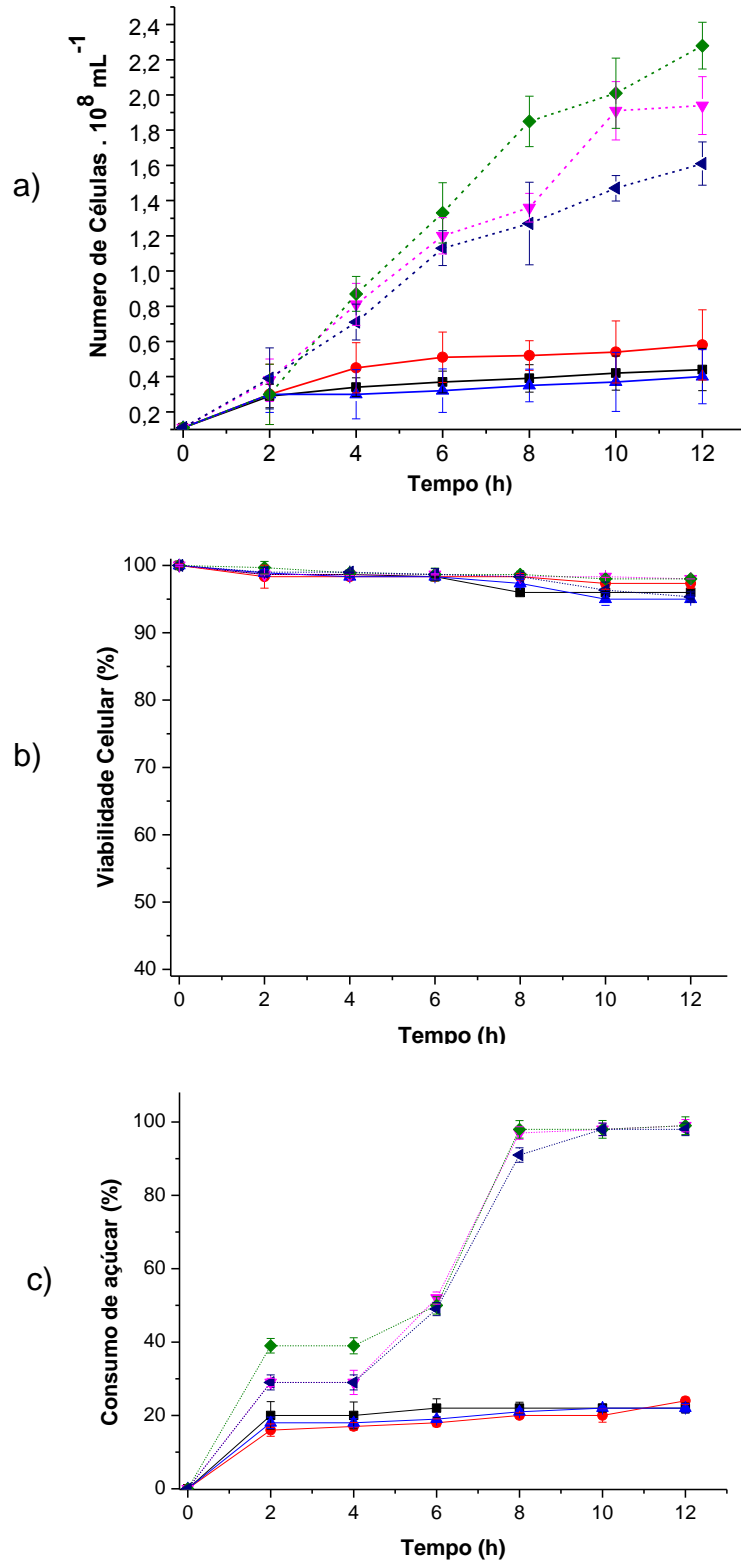 a)
Numero de Células . 10⁸ mL⁻¹
2,4
2,2
2,0
1,8
1,6
1,4
1,2
1,0
0,8
0,6
0,4
0,2
0 2 4 6 8 10 12
Tempo (h)
b)
Viabilidade Celular (%)
100
90
80
70
60
50
40
0 2 4 6 8 10 12
Tempo (h)
c)
Consumo de açúcar (%)
100
80
60
40
20
0
0 2 4 6 8 10 12
Tempo (h)